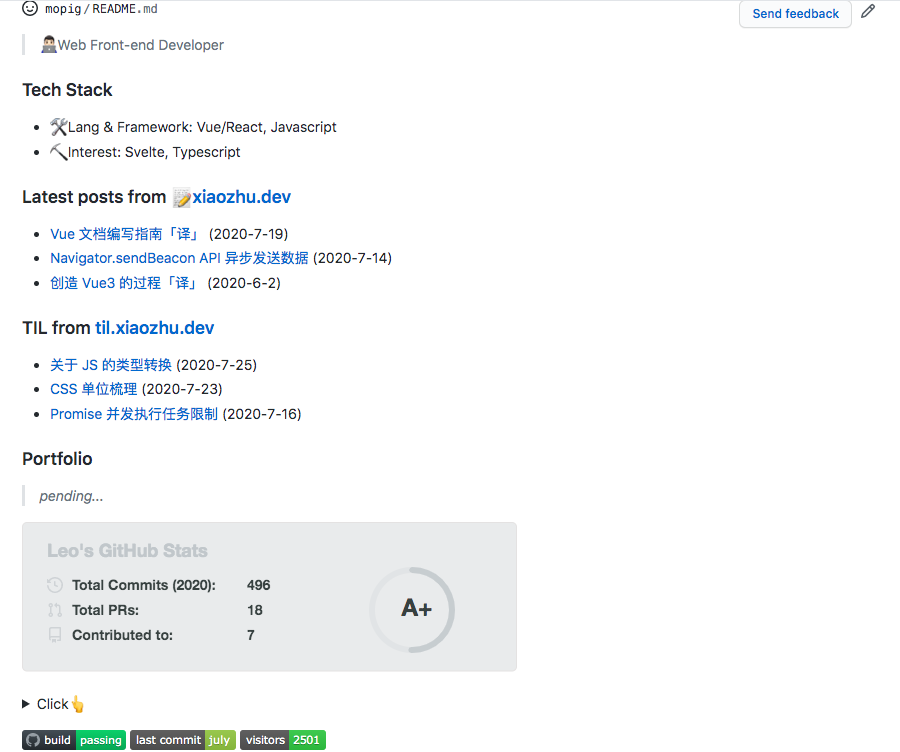 mopig/README.md
Send feedback
Web Front-end Developer
Tech Stack
Lang & Framework: Vue/React, Javascript
Interest: Svelte, Typescript
Latest posts from xiaozhu.dev
Vue 文档编写指南「译」 (2020-7-19)
Navigator.sendBeacon API 异步发送数据 (2020-7-14)
创造 Vue3 的过程「译」 (2020-6-2)
TIL from til.xiaozhu.dev
关于 JS 的类型转换 (2020-7-25)
CSS 单位梳理 (2020-7-23)
Promise 并发执行任务限制 (2020-7-16)
Portfolio
pending...
Leo's GitHub Stats
Total Commits (2020): 496
Total PRs: 18
Contributed to: 7
A+
Click
build passing last commit july visitors 2501